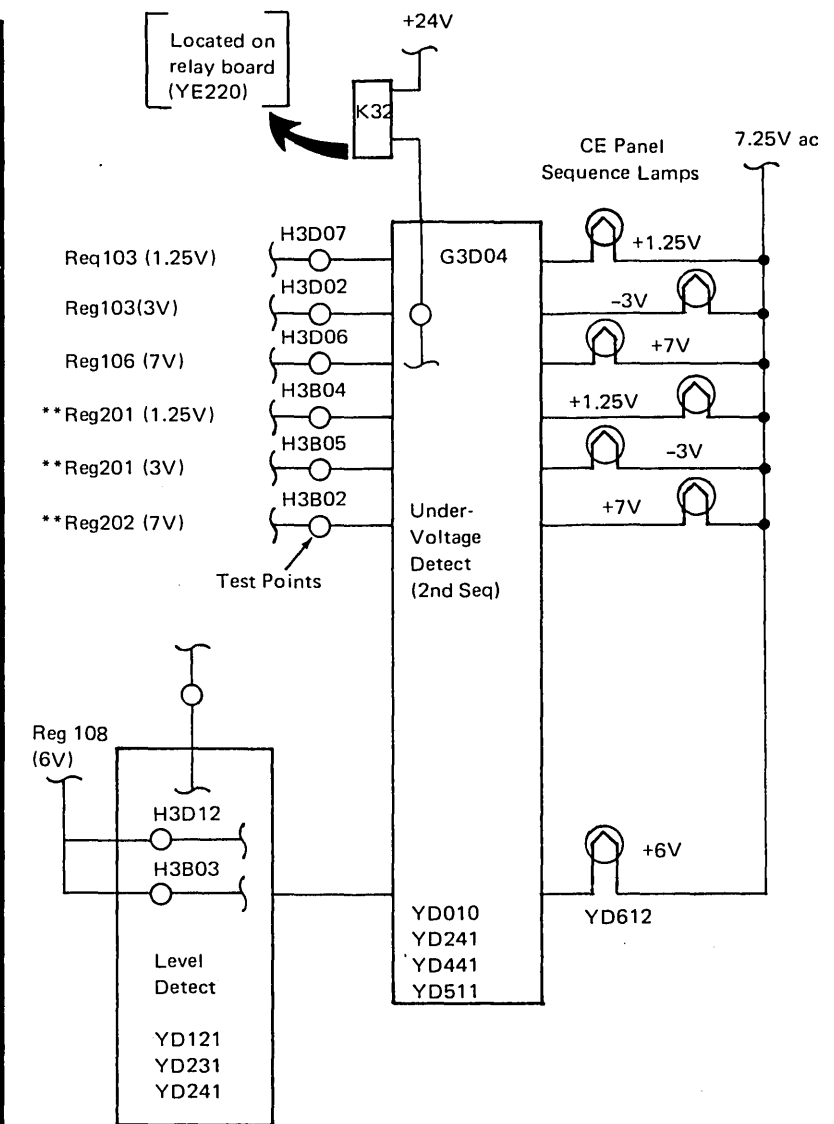 +24V
Located on
relay board
(YE220)
K32
7.25V ac
CE Panel
Sequence Lamps
H3D07
Req103 (1.25V)
G3D04
+1.25V
H3D02
Reg103(3V)
-3V
H3D06
Reg106 (7V)
+7V
H3B04
**Reg201 (1.25V)
+1.25V
H3B05
**Reg201 (3V)
-3V
H3B02
**Reg202 (7V)
+7V
Under-
Voltage
Detect
(2nd Seq)
Test Points
Reg 108
(6V)
H3D12
H3B03
+6V
YD612
YD010
YD241
YD441
YD511
Level
Detect
YD121
YD231
YD241